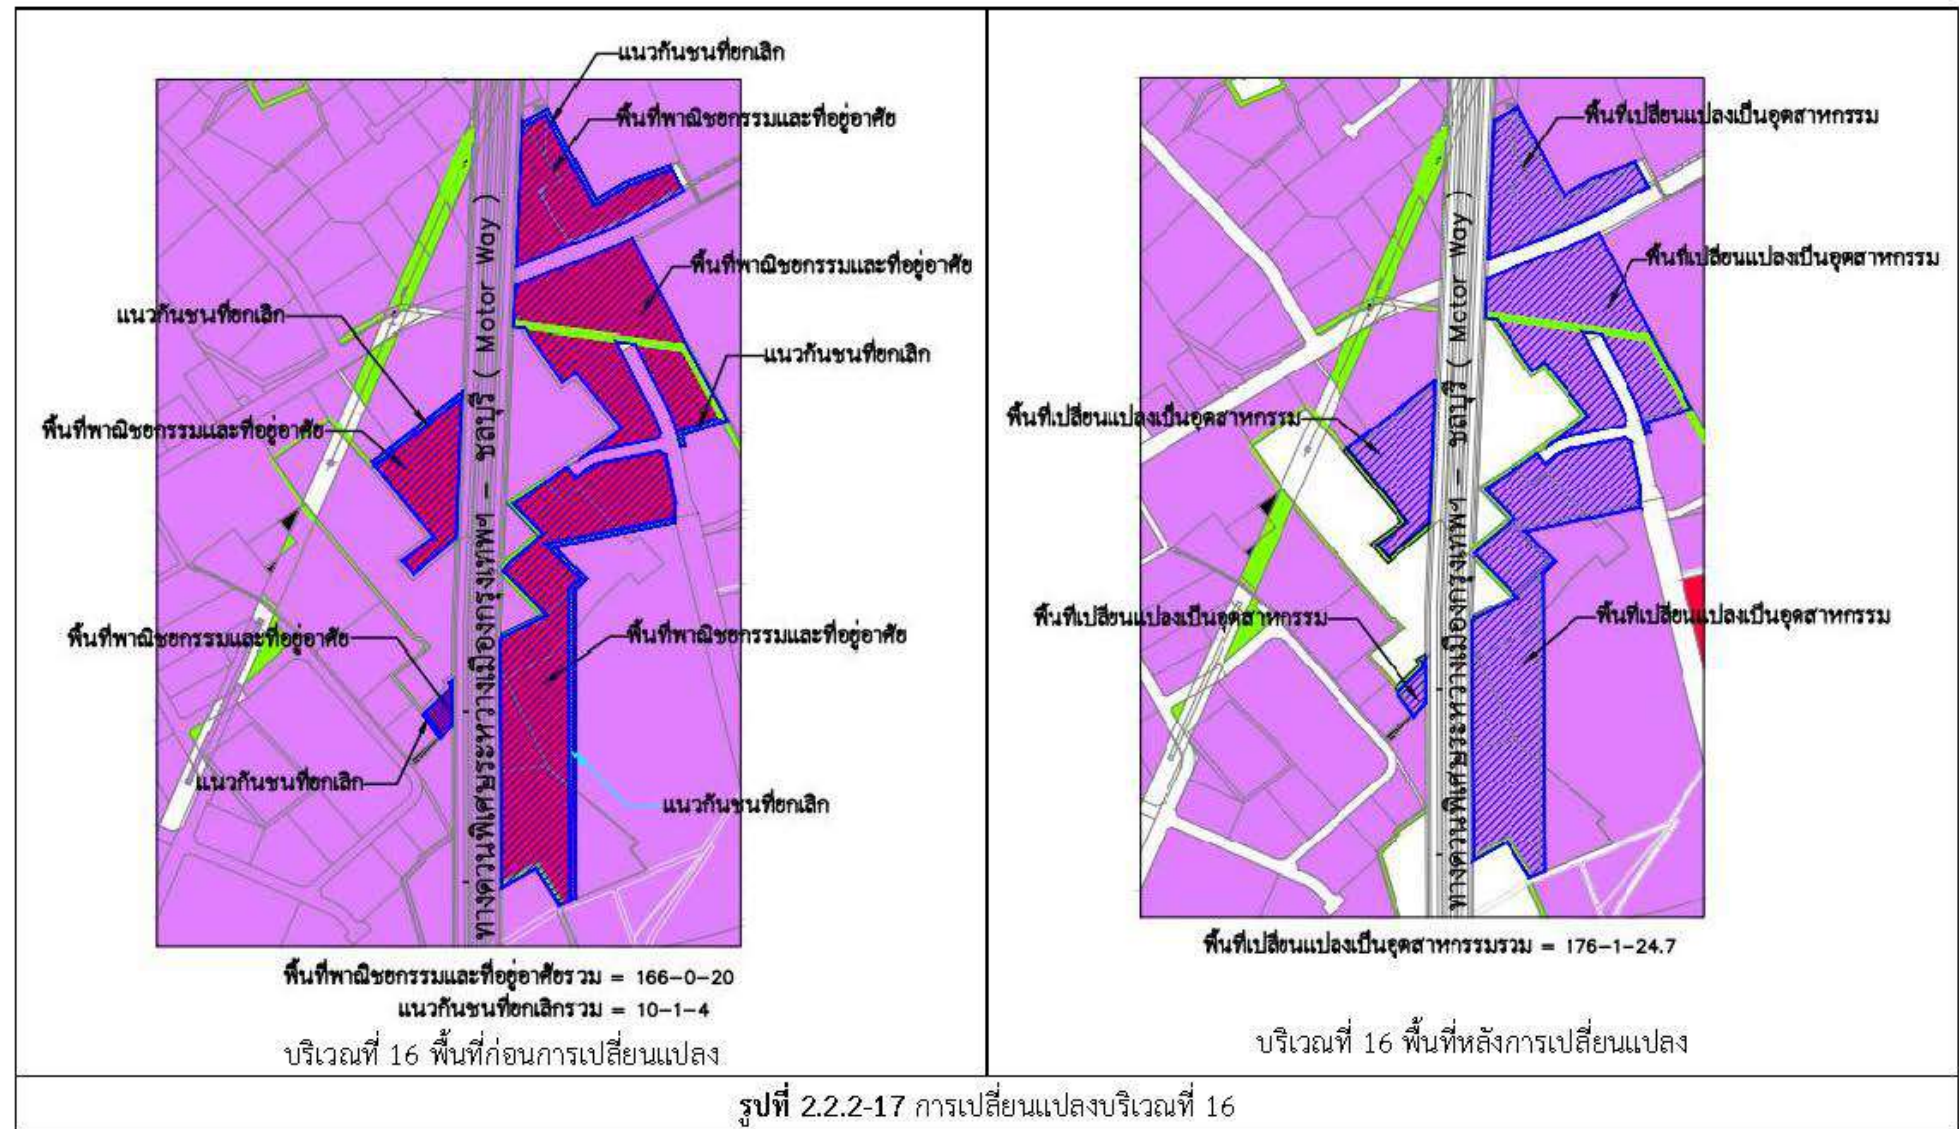 แนวกันชนที่ยกเลิก
พื้นที่พาณิชยกรรมและที่อยู่อาศัย
พื้นที่พาณิชยกรรมและที่อยู่อาศัย
แนวกันชนที่ยกเลิก
แนวกันชนที่ยกเลิก
พื้นที่พาณิชยกรรมและที่อยู่อาศัย
พื้นที่พาณิชยกรรมและที่อยู่อาศัย
พื้นที่พาณิชยกรรมและที่อยู่อาศัย
แนวกันชนที่ยกเลิก
แนวกันชนที่ยกเลิก
ทางด่วนพิเศษระหว่างเมืองกรุงเทพฯ - ชลบุรี ( Motor Way )
พื้นที่พาณิชยกรรมและที่อยู่อาศัยรวม = 166-0-20
แนวกันชนที่ยกเลิกรวม = 10-1-4
บริเวณที่ 16 พื้นที่ก่อนการเปลี่ยนแปลง
พื้นที่เปลี่ยนแปลงเป็นอุตสาหกรรม
พื้นที่เปลี่ยนแปลงเป็นอุตสาหกรรม
พื้นที่เปลี่ยนแปลงเป็นอุตสาหกรรม
พื้นที่เปลี่ยนแปลงเป็นอุตสาหกรรม
พื้นที่เปลี่ยนแปลงเป็นอุตสาหกรรม
ทางด่วนพิเศษระหว่างเมืองกรุงเทพฯ - ชลบุรี ( Motor Way )
พื้นที่เปลี่ยนแปลงเป็นอุตสาหกรรมรวม = 176-1-24.7
บริเวณที่ 16 พื้นที่หลังการเปลี่ยนแปลง
รูปที่ 2.2.2-17 การเปลี่ยนแปลงบริเวณที่ 16